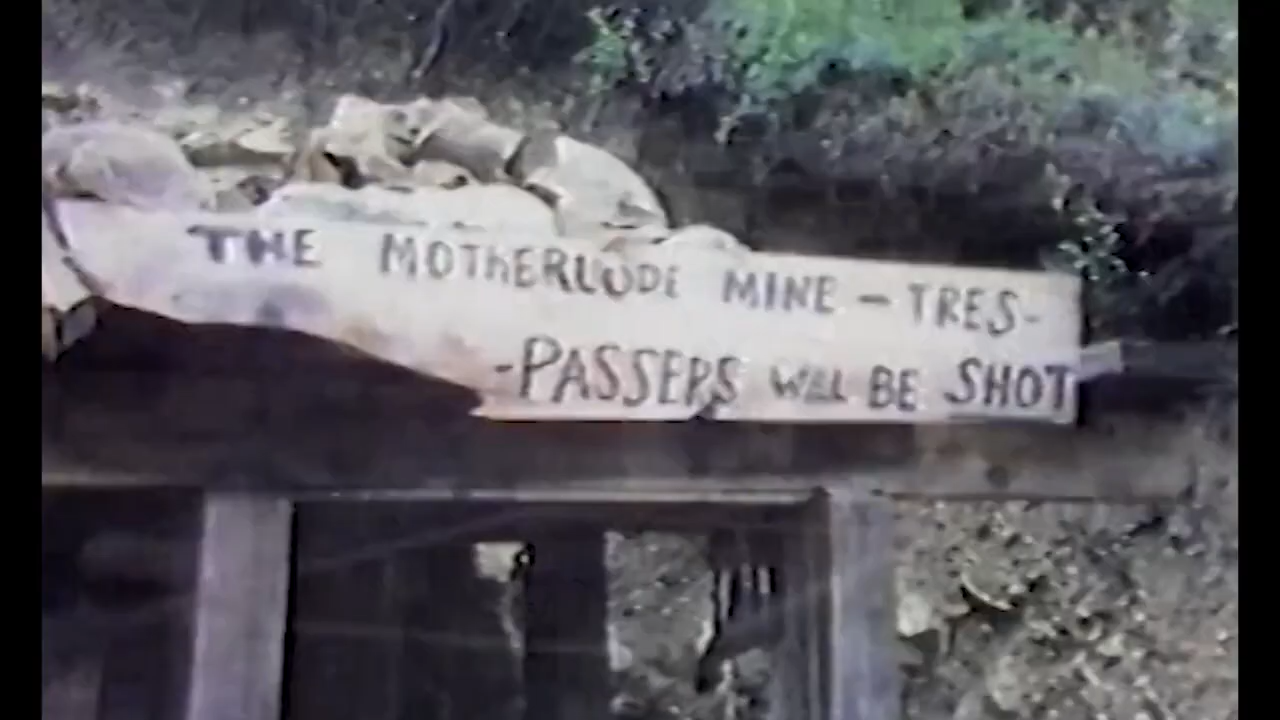 THE MOTHERLODE MINE - TRES-
-PASSERS WILL BE SHOT